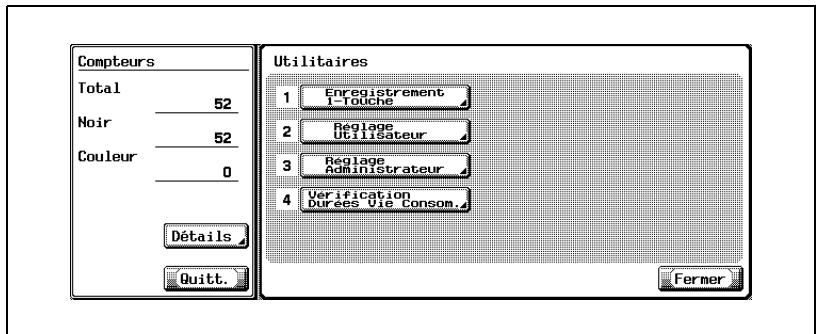 Compteurs
Total
52
Noir
52
Couleur
0
Détails
Quitt.
Utilitaires
1 Enregistrement
1-Touche
2 Réglage
Utilisateur
3 Réglage
Administrateur
4 Vérification
Durées Vie Consom.
Fermer